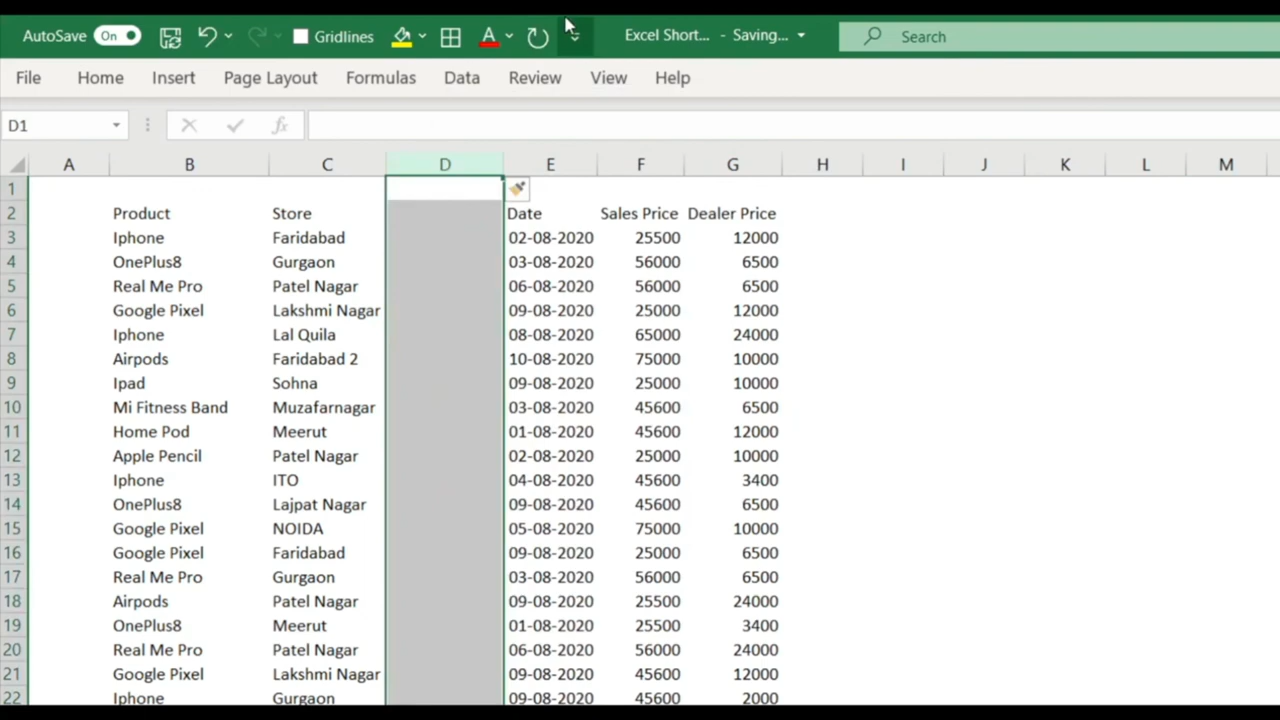 AutoSave On Gridlines A Excel Short... - Saving... Search
File Home Insert Page Layout Formulas Data Review View Help
D1 fx
A B C D E F G H I J K L M
1
2 Product Store Date Sales Price Dealer Price
3 Iphone Faridabad 02-08-2020 25500 12000
4 OnePlus8 Gurgaon 03-08-2020 56000 6500
5 Real Me Pro Patel Nagar 06-08-2020 56000 6500
6 Google Pixel Lakshmi Nagar 09-08-2020 25000 12000
7 Iphone Lal Quila 08-08-2020 65000 24000
8 Airpods Faridabad 2 10-08-2020 75000 10000
9 Ipad Sohna 09-08-2020 25000 10000
10 Mi Fitness Band Muzafarnagar 03-08-2020 45600 6500
11 Home Pod Meerut 01-08-2020 45600 12000
12 Apple Pencil Patel Nagar 02-08-2020 25000 10000
13 Iphone ITO 04-08-2020 45600 3400
14 OnePlus8 Lajpat Nagar 09-08-2020 45600 6500
15 Google Pixel NOIDA 05-08-2020 75000 10000
16 Google Pixel Faridabad 09-08-2020 25000 6500
17 Real Me Pro Gurgaon 03-08-2020 56000 6500
18 Airpods Patel Nagar 09-08-2020 25500 24000
19 OnePlus8 Meerut 01-08-2020 25500 3400
20 Real Me Pro Patel Nagar 06-08-2020 56000 24000
21 Google Pixel Lakshmi Nagar 09-08-2020 45600 12000
22 Iphone Gurgaon 09-08-2020 45600 2000